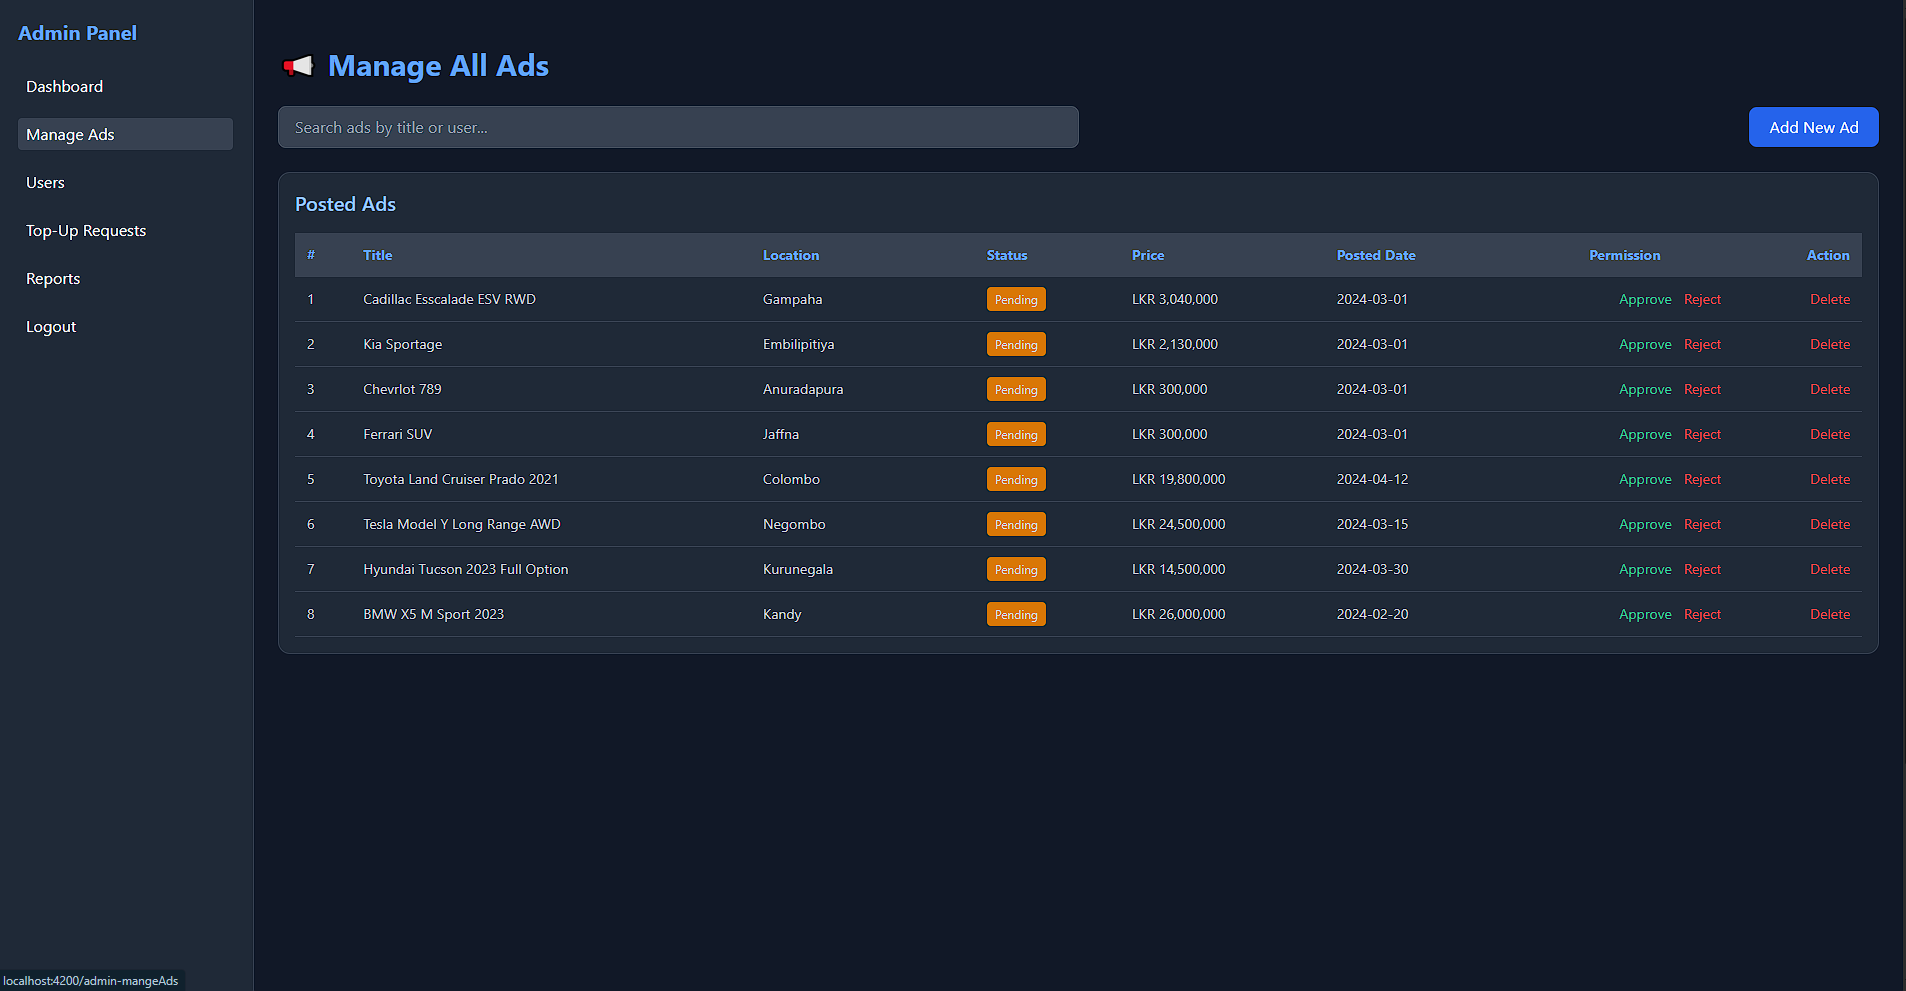 Admin Panel
Dashboard
Manage Ads
Users
Top-Up Requests
Reports
Logout
Manage All Ads
Search ads by title or user...
Add New Ad
Posted Ads
# Title Location Status Price Posted Date Permission Action
1 Cadillac Esscalade ESV RWD Gampaha Pending LKR 3,040,000 2024-03-01 Approve Reject Delete
2 Kia Sportage Embilipitiya Pending LKR 2,130,000 2024-03-01 Approve Reject Delete
3 Chevrlot 789 Anuradapura Pending LKR 300,000 2024-03-01 Approve Reject Delete
4 Ferrari SUV Jaffna Pending LKR 300,000 2024-03-01 Approve Reject Delete
5 Toyota Land Cruiser Prado 2021 Colombo Pending LKR 19,800,000 2024-04-12 Approve Reject Delete
6 Tesla Model Y Long Range AWD Negombo Pending LKR 24,500,000 2024-03-15 Approve Reject Delete
7 Hyundai Tucson 2023 Full Option Kurunegala Pending LKR 14,500,000 2024-03-30 Approve Reject Delete
8 BMW X5 M Sport 2023 Kandy Pending LKR 26,000,000 2024-02-20 Approve Reject Delete
localhost:4200/admin-mangeAds